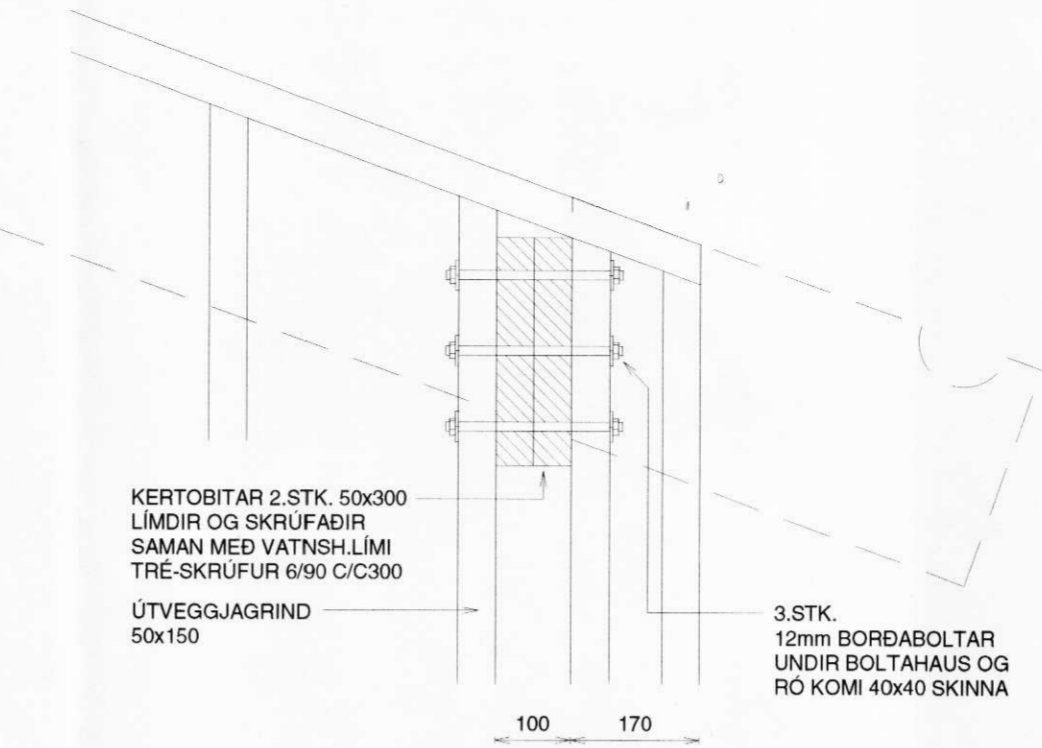 KERTOBITAR 2.STK. 50x300
LÍMDIR OG SKRÚFAÐIR
SAMAN MEÐ VATNSH.LÍMI
TRÉ-SKRÚFUR 6/90 C/C300
ÚTVEGGJAGRIND
50x150
3.STK.
12mm BORÐABOLTAR
UNDIR BOLTAHAUS OG
RÓ KOMI 40x40 SKINNA
100 170